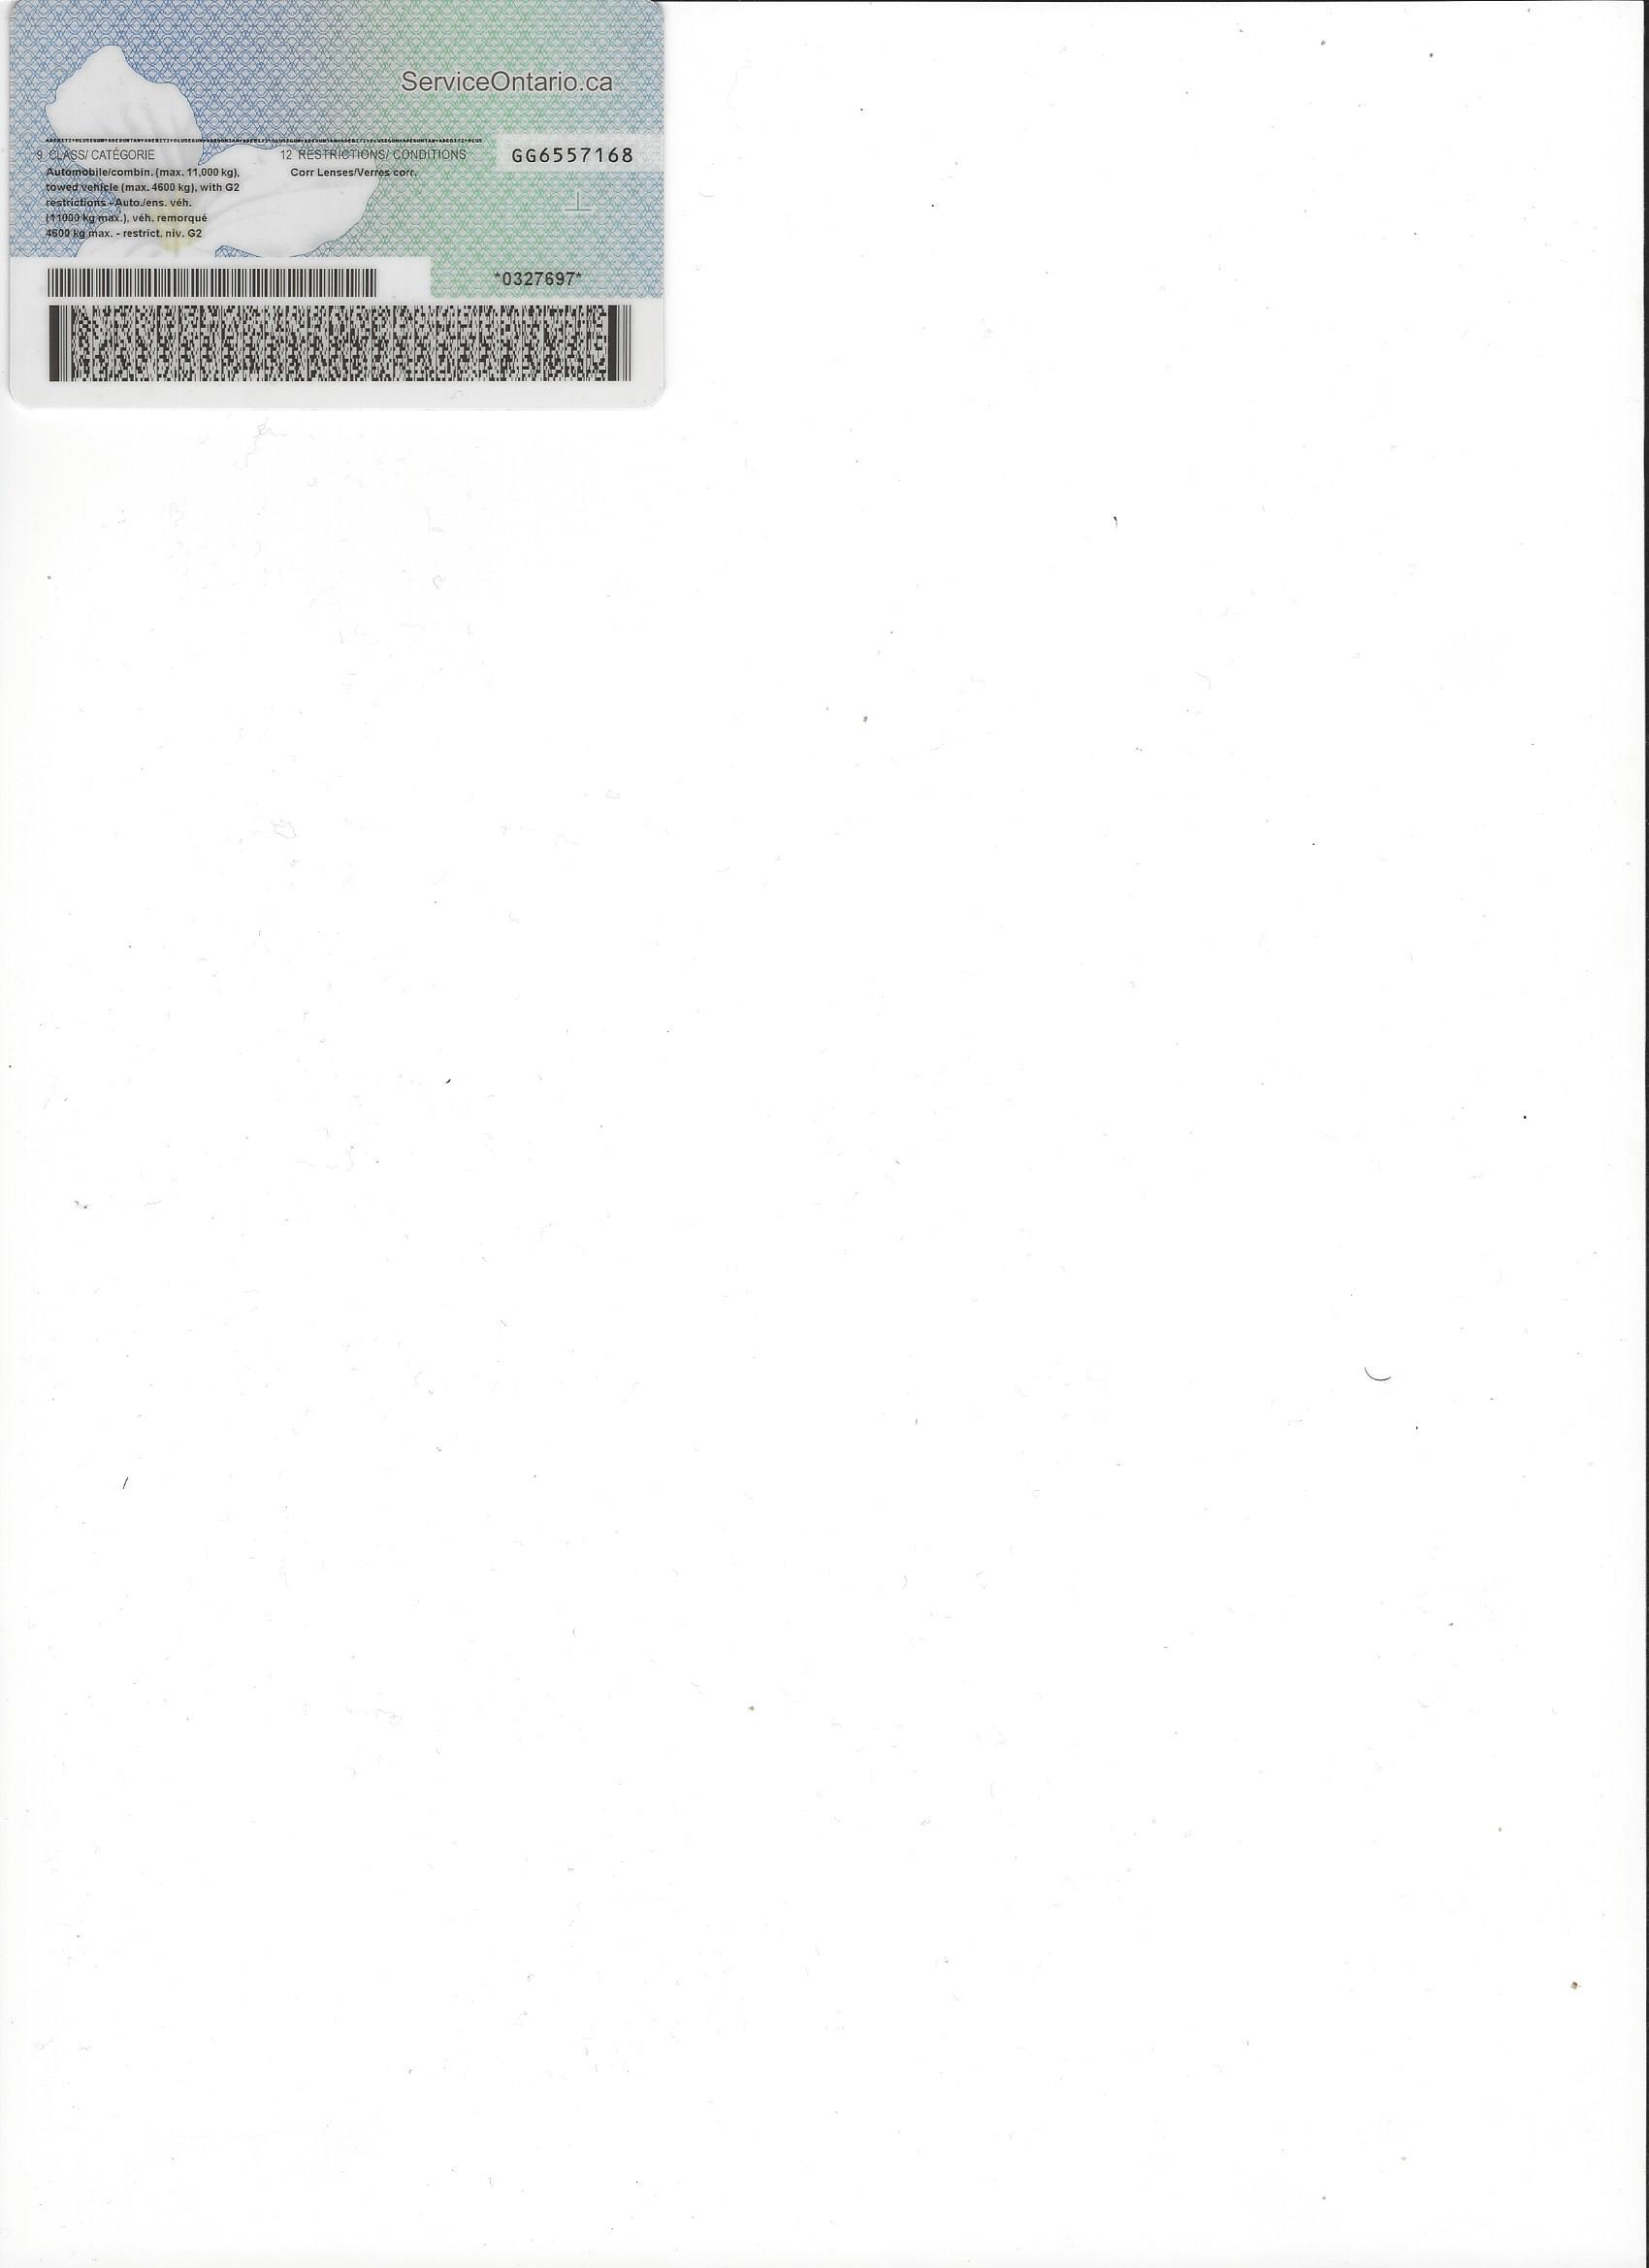 ServiceOntario.ca
9. CLASS/ CATÉGORIE
12 RESTRICTIONS/ CONDITIONS
GG6557168
Automobile/combin. (max. 11,000 kg),
towed vehicle (max. 4600 kg), with G2
restrictions - Auto./ens. véh.
(11000 kg max.), véh. remorqué
4600 kg max. - restrict. niv. G2
Corr Lenses/Verres corr.
*0327697*